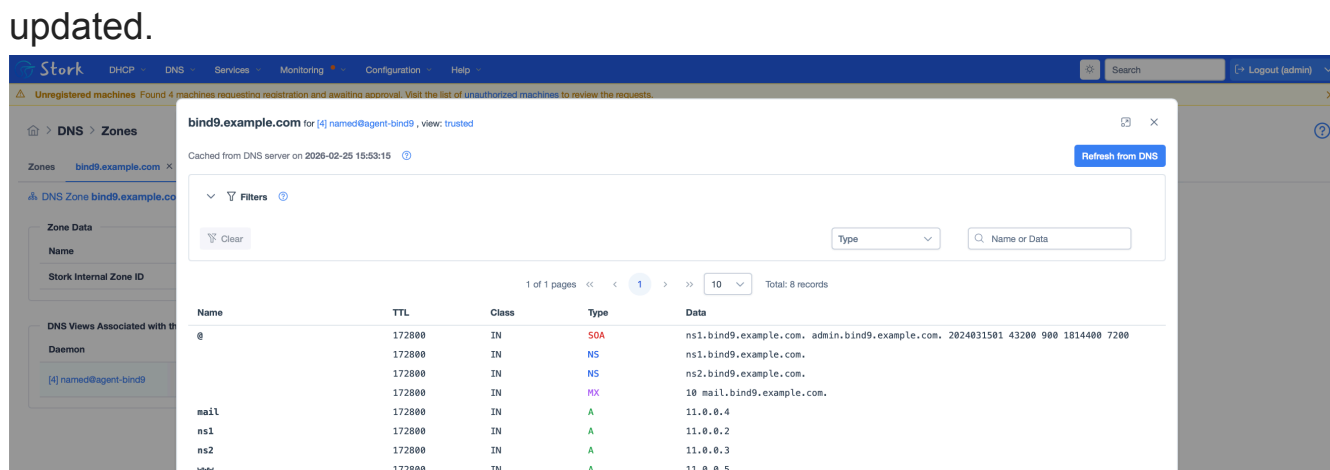 updated.
Stork DHCP DNS Services Monitoring Configuration Help Search Logout (admin)
Unregistered machines Found 4 machines requesting registration and awaiting approval. Visit the list of unauthorized machines to review the requests.
bind9.example.com for [4] named@agent-bind9 , view: trusted
> DNS > Zones
Cached from DNS server on 2026-02-25 15:53:15 Refresh from DNS
Zones bind9.example.com
DNS Zone bind9.example.co
Filters
Zone Data
Clear Type Name or Data
Name
Stork Internal Zone ID
1 of 1 pages « ‹ 1 › » 10 Total: 8 records
Name TTL Class Type Data
DNS Views Associated with th
@ 172800 IN SOA ns1.bind9.example.com. admin.bind9.example.com. 2024031501 43200 900 1814400 7200
Daemon
172800 IN NS ns1.bind9.example.com.
172800 IN NS ns2.bind9.example.com.
[4] named@agent-bind9
172800 IN MX 10 mail.bind9.example.com.
mail 172800 IN A 11.0.0.4
ns1 172800 IN A 11.0.0.2
ns2 172800 IN A 11.0.0.3
www 172800 IN A 11.0.0.5